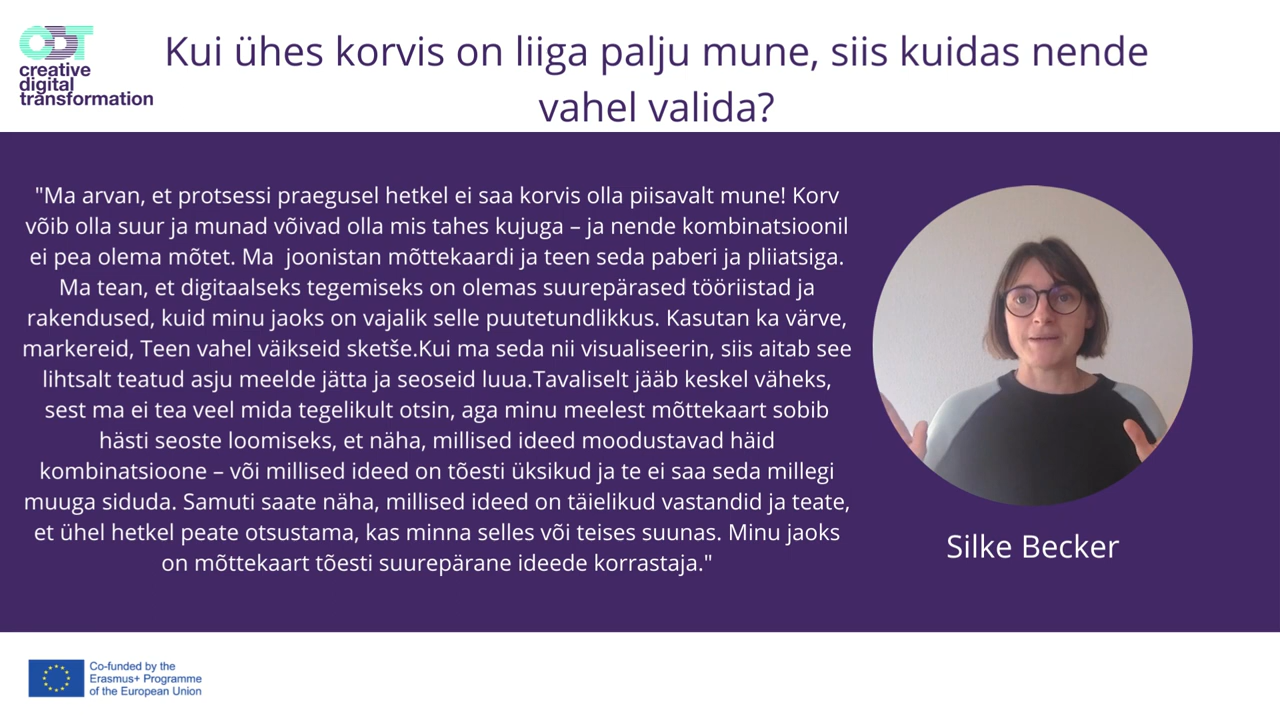 CDT
creative
digital
transformation
Kui ühes korvis on liiga palju mune, siis kuidas nende
vahel valida?
"Ma arvan, et protsessi praegusel hetkel ei saa korvis olla piisavalt mune! Korv
võib olla suur ja munad võivad olla mis tahes kujuga – ja nende kombinatsioonil
ei pea olema mõtet. Ma  joonistan mõttekaardi ja teen seda paberi ja pliiatsiga.
Ma tean, et digitaalseks tegemiseks on olemas suurepärased tööriistad ja
rakendused, kuid minu jaoks on vajalik selle puutetundlikkus. Kasutan ka värve,
markereid, Teen vahel väikseid sketše.Kui ma seda nii visualiseerin, siis aitab see
lihtsalt teatud asju meelde jätta ja seoseid luua.Tavaliselt jääb keskel väheks,
sest ma ei tea veel mida tegelikult otsin, aga minu meelest mõttekaart sobib
hästi seoste loomiseks, et näha, millised ideed moodustavad häid
kombinatsioone – või millised ideed on tõesti üksikud ja te ei saa seda millegi
muuga siduda. Samuti saate näha, millised ideed on täielikud vastandid ja teate,
et ühel hetkel peate otsustama, kas minna selles või teises suunas. Minu jaoks
on mõttekaart tõesti suurepärane ideede korrastaja."
Silke Becker
Co-funded by the
Erasmus+ Programme
of the European Union